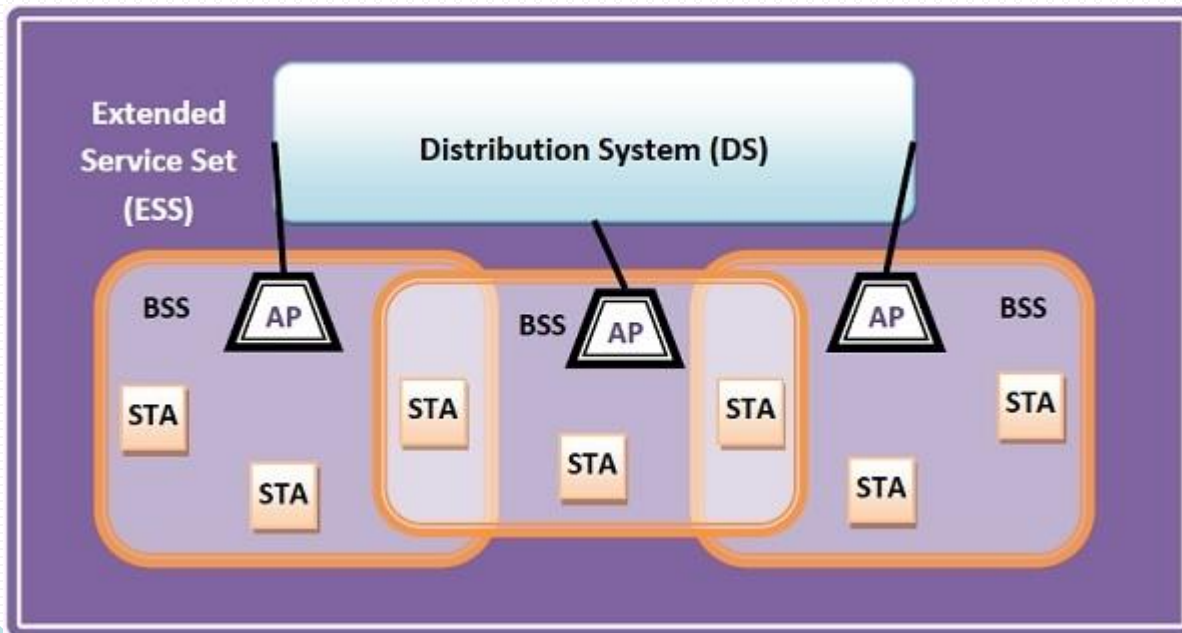 Extended
Service Set
(ESS)
Distribution System (DS)
BSS
AP
BSS
AP
AP
BSS
STA
STA
STA
STA
STA
STA
STA